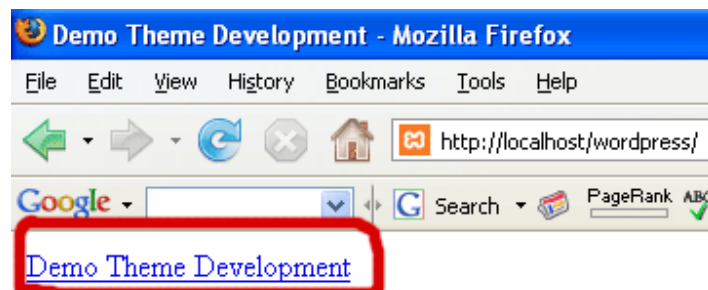 Demo Theme Development - Mozilla Firefox
File Edit View History Bookmarks Tools Help
http://localhost/wordpress/
Google G Search PageRank ABC
Demo Theme Development